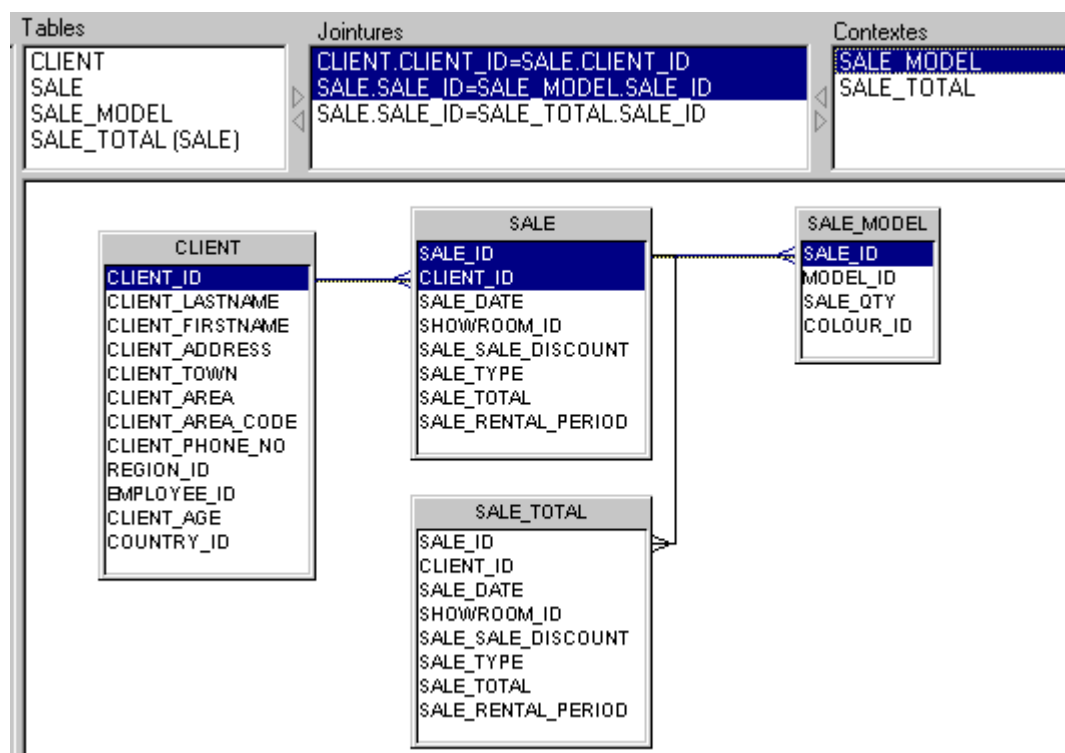 Tables
CLIENT
SALE
SALE_MODEL
SALE_TOTAL (SALE)
Jointures
CLIENT.CLIENT_ID=SALE.CLIENT_ID
SALE.SALE_ID=SALE_MODEL.SALE_ID
SALE.SALE_ID=SALE_TOTAL.SALE_ID
Contextes
SALE_MODEL
SALE_TOTAL
CLIENT
CLIENT_ID
CLIENT_LASTNAME
CLIENT_FIRSTNAME
CLIENT_ADDRESS
CLIENT_TOWN
CLIENT_AREA
CLIENT_AREA_CODE
CLIENT_PHONE_NO
REGION_ID
EMPLOYEE_ID
CLIENT_AGE
COUNTRY_ID
SALE
SALE_ID
CLIENT_ID
SALE_DATE
SHOWROOM_ID
SALE_SALE_DISCOUNT
SALE_TYPE
SALE_TOTAL
SALE_RENTAL_PERIOD
SALE_MODEL
SALE_ID
MODEL_ID
SALE_QTY
COLOUR_ID
SALE_TOTAL
SALE_ID
CLIENT_ID
SALE_DATE
SHOWROOM_ID
SALE_SALE_DISCOUNT
SALE_TYPE
SALE_TOTAL
SALE_RENTAL_PERIOD